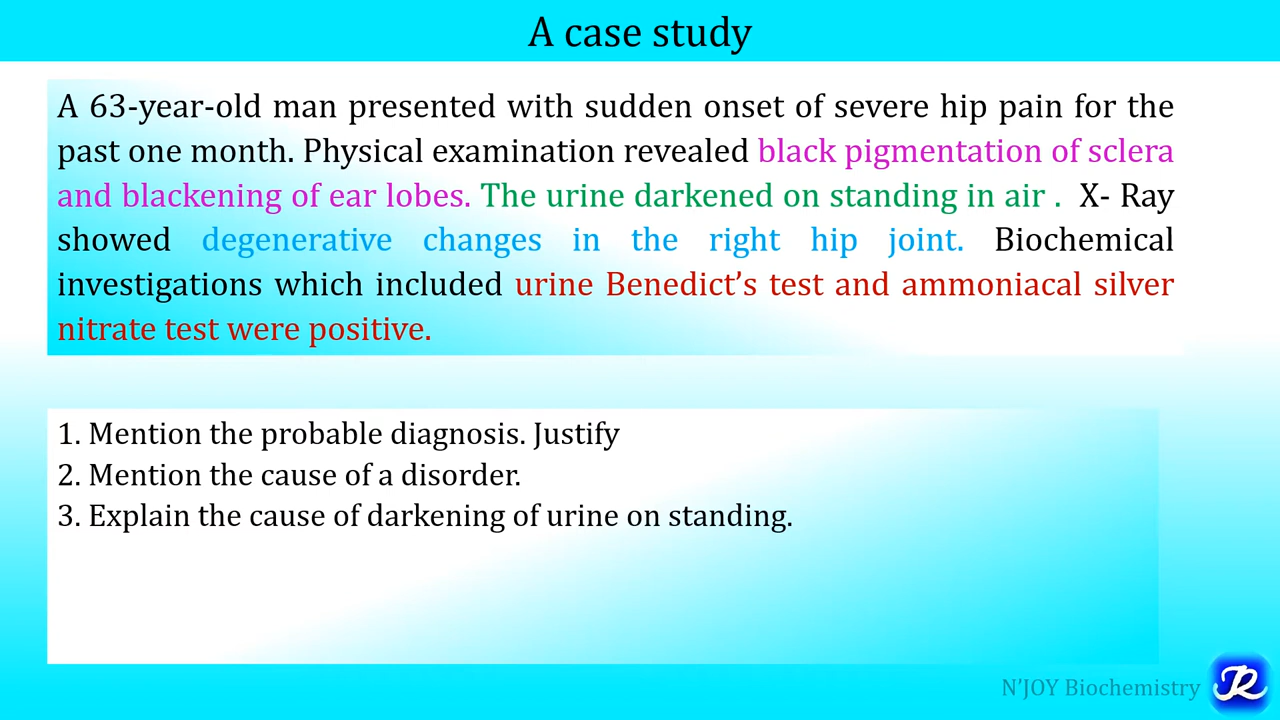 A case study
A 63-year-old man presented with sudden onset of severe hip pain for the
past one month. Physical examination revealed black pigmentation of sclera
and blackening of ear lobes. The urine darkened on standing in air . X- Ray
showed degenerative changes in the right hip joint. Biochemical
investigations which included urine Benedict’s test and ammoniacal silver
nitrate test were positive.
1. Mention the probable diagnosis. Justify
2. Mention the cause of a disorder.
3. Explain the cause of darkening of urine on standing.
N’JOY Biochemistry